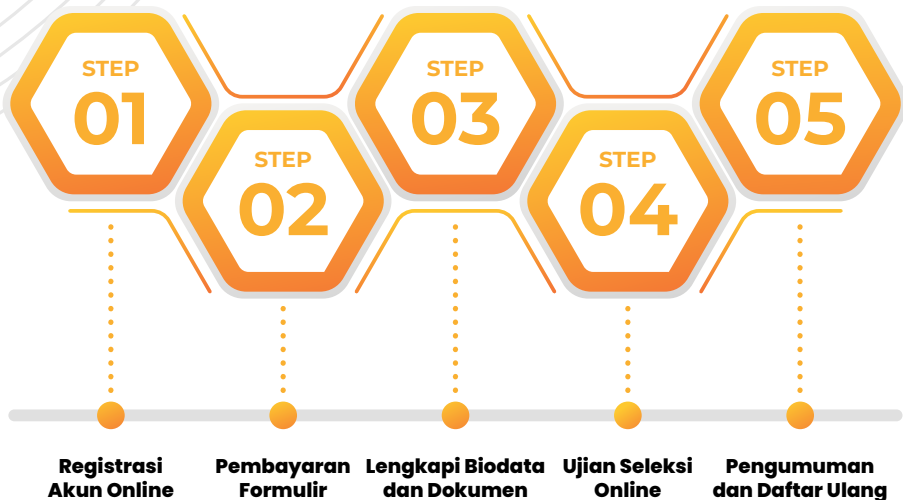 STEP
01
STEP
02
STEP
03
STEP
04
STEP
05
Registrasi
Akun Online
Pembayaran
Formulir
Lengkapi Biodata
dan Dokumen
Ujian Seleksi
Online
Pengumuman
dan Daftar Ulang